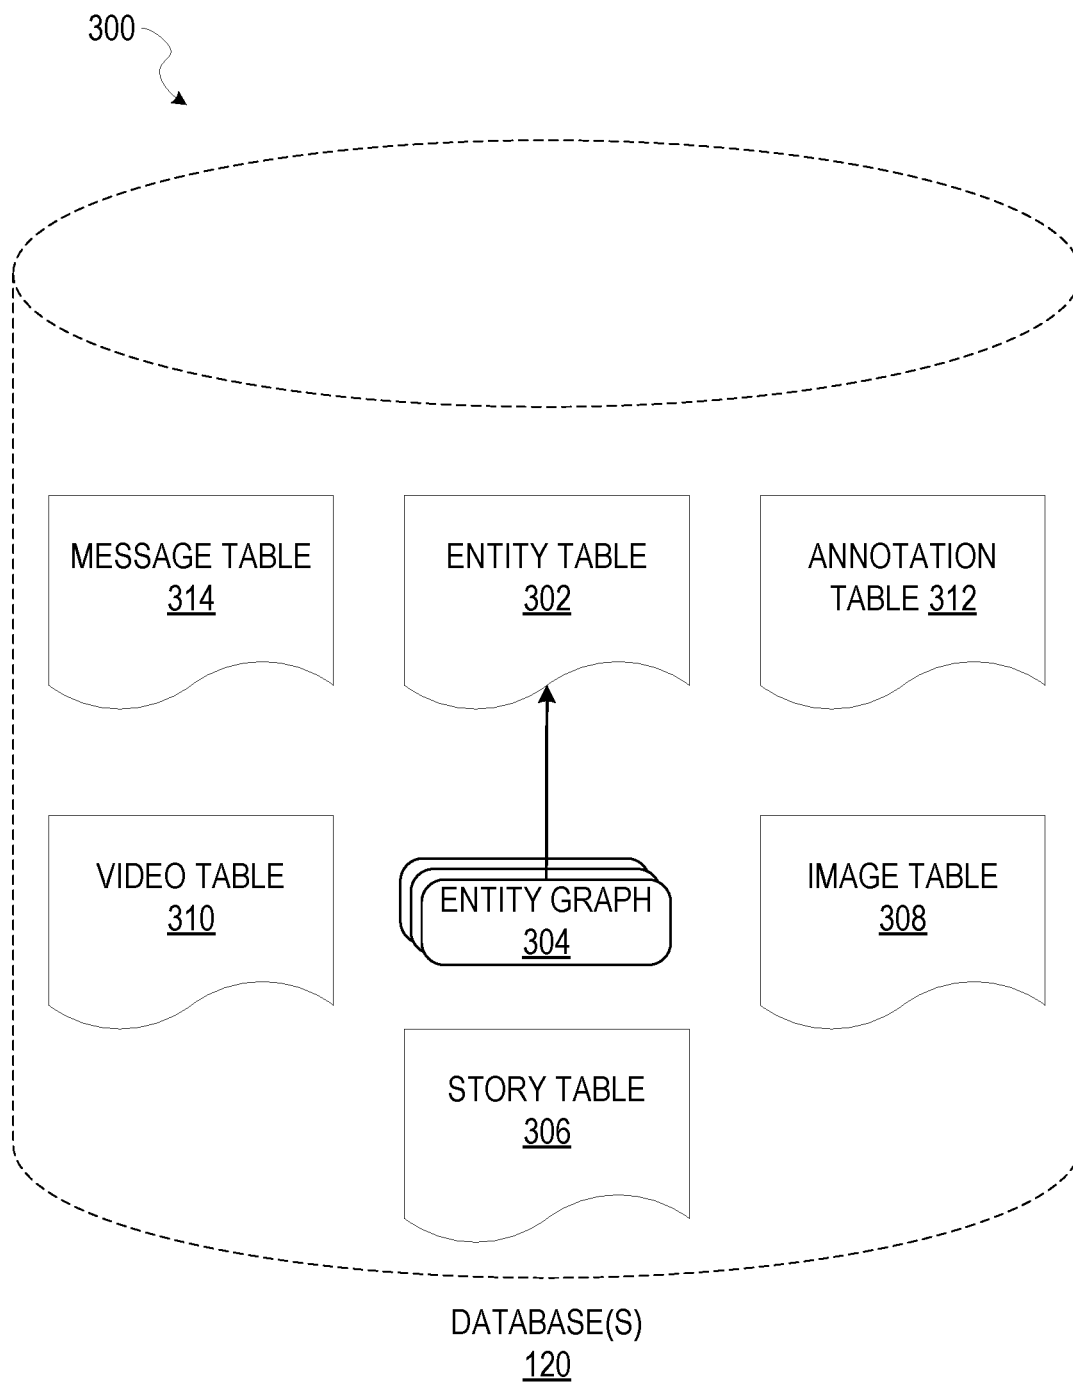 300
MESSAGE TABLE
314
ENTITY TABLE
302
ANNOTATION
TABLE 312
VIDEO TABLE
310
ENTITY GRAPH
304
IMAGE TABLE
308
STORY TABLE
306
DATABASE(S)
120